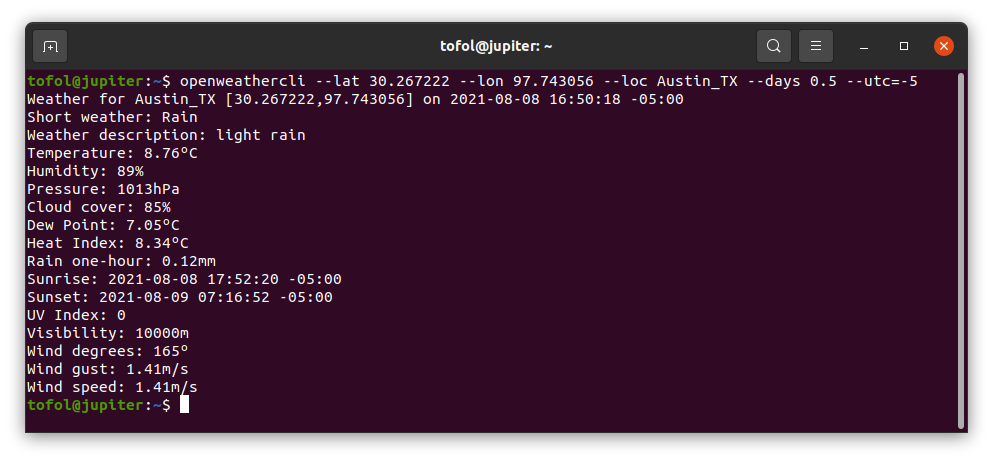 tofol@jupiter: ~
tofol@jupiter:~$ openweathercli --lat 30.267222 --lon 97.743056 --loc Austin_TX --days 0.5 --utc=-5
Weather for Austin_TX [30.267222,97.743056] on 2021-08-08 16:50:18 -05:00
Short weather: Rain
Weather description: light rain
Temperature: 8.76ºC
Humidity: 89%
Pressure: 1013hPa
Cloud cover: 85%
Dew Point: 7.05ºC
Heat Index: 8.34ºC
Rain one-hour: 0.12mm
Sunrise: 2021-08-08 17:52:20 -05:00
Sunset: 2021-08-09 07:16:52 -05:00
UV Index: 0
Visibility: 10000m
Wind degrees: 165º
Wind gust: 1.41m/s
Wind speed: 1.41m/s
tofol@jupiter:~$